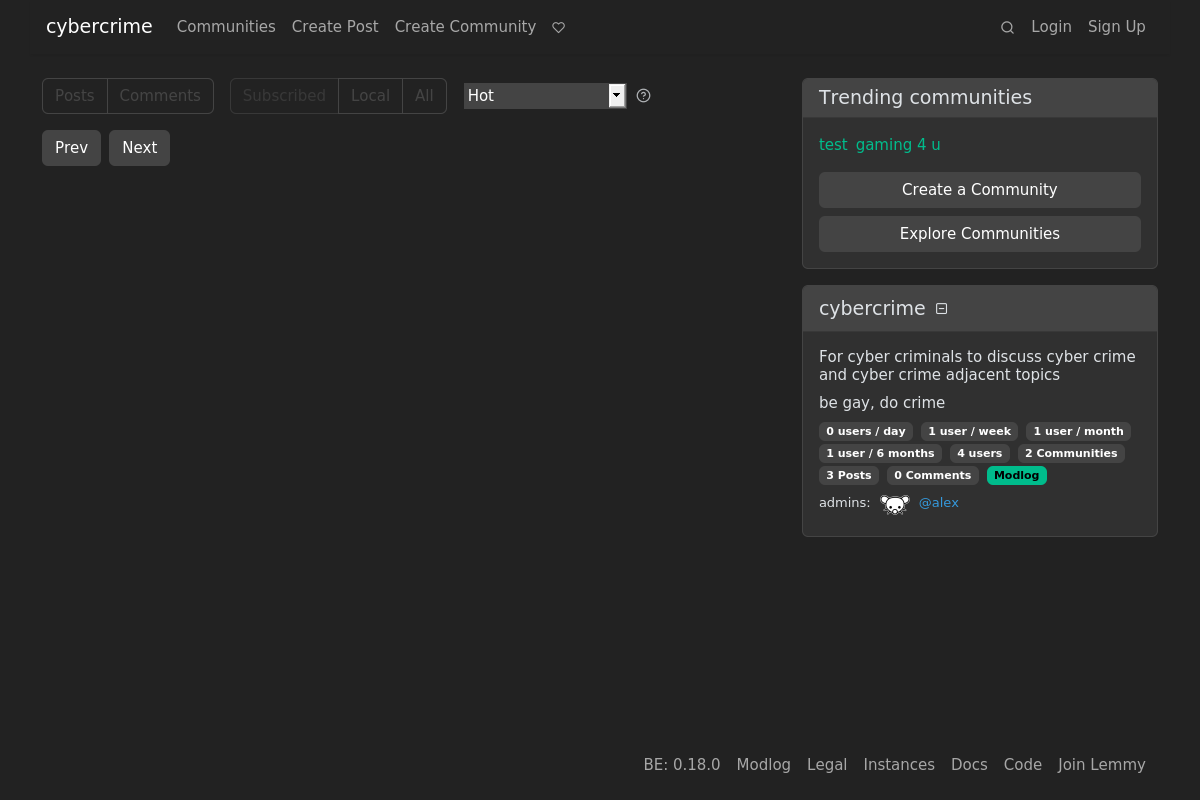 cybercrime Communities Create Post Create Community Login Sign Up
Posts Comments Subscribed Local All Hot
Prev Next
Trending communities
test gaming 4 u
Create a Community
Explore Communities
cybercrime
For cyber criminals to discuss cyber crime
and cyber crime adjacent topics
be gay, do crime
0 users / day 1 user / week 1 user / month
1 user / 6 months 4 users 2 Communities
3 Posts 0 Comments Modlog
admins: @alex
BE: 0.18.0 Modlog Legal Instances Docs Code Join Lemmy